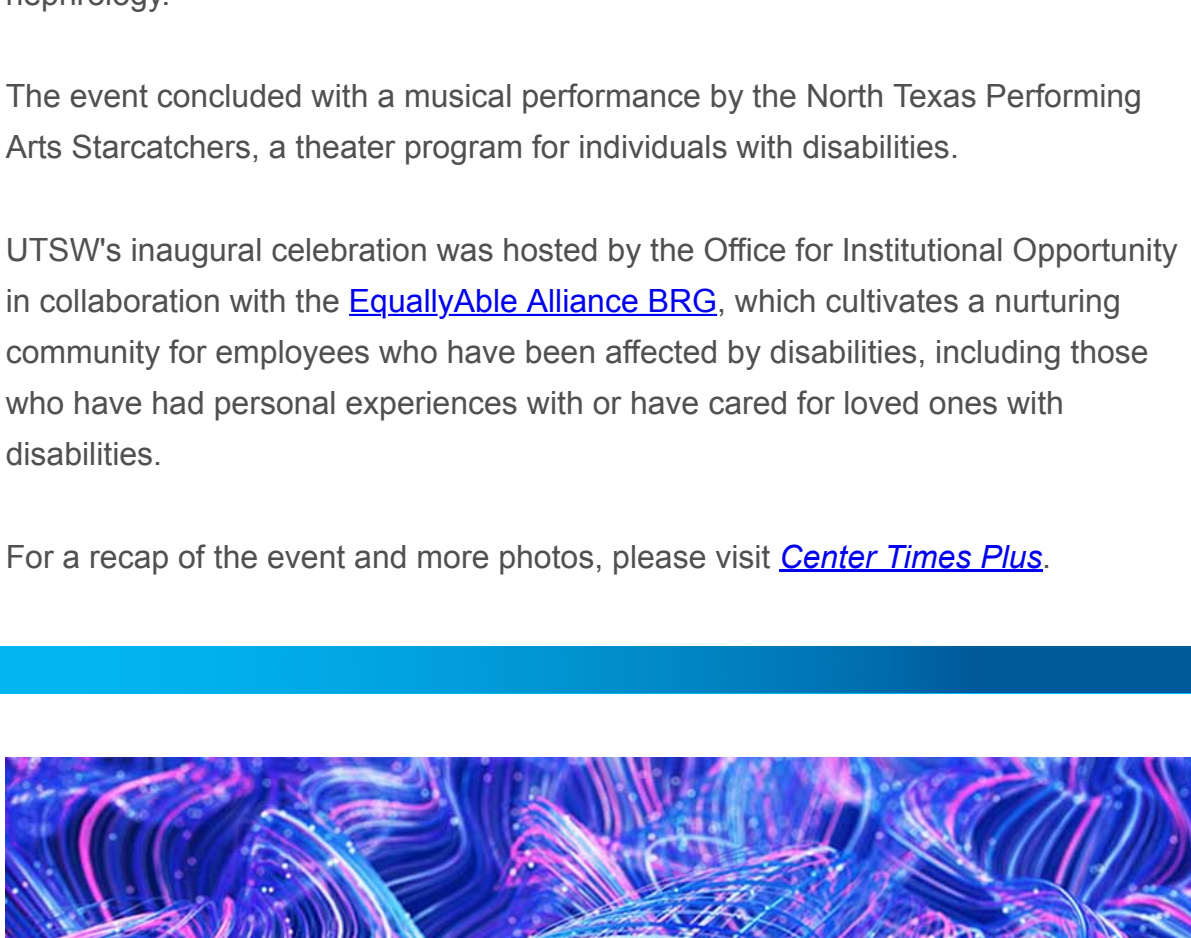 nephrology.
The event concluded with a musical performance by the North Texas Performing
Arts Starcatchers, a theater program for individuals with disabilities.
UTSW's inaugural celebration was hosted by the Office for Institutional Opportunity
in collaboration with the EquallyAble Alliance BRG, which cultivates a nurturing
community for employees who have been affected by disabilities, including those
who have had personal experiences with or have cared for loved ones with
disabilities.
For a recap of the event and more photos, please visit Center Times Plus.